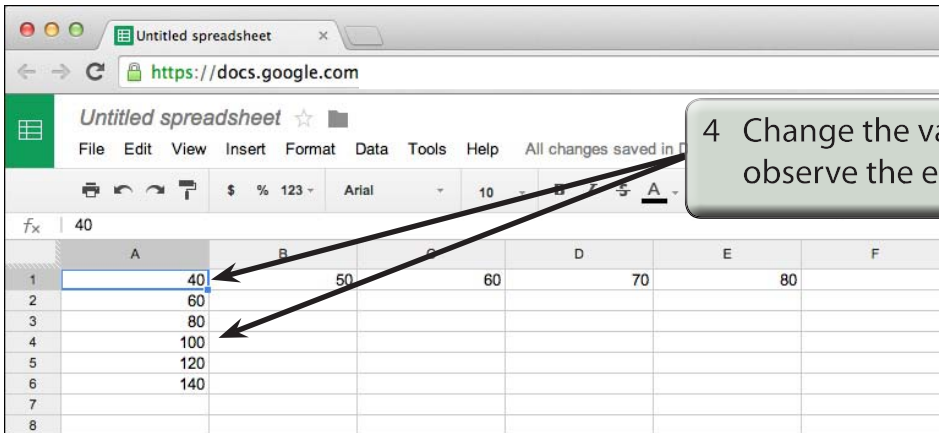 Untitled spreadsheet ×
https://docs.google.com
Untitled spreadsheet
File Edit View Insert Format Data Tools Help All changes saved in
4 Change the
observe the
$ % 123 Arial 10 B I S A
fx 40
A B C D E F
1 40 50 60 70 80
2 60
3 80
4 100
5 120
6 140
7
8